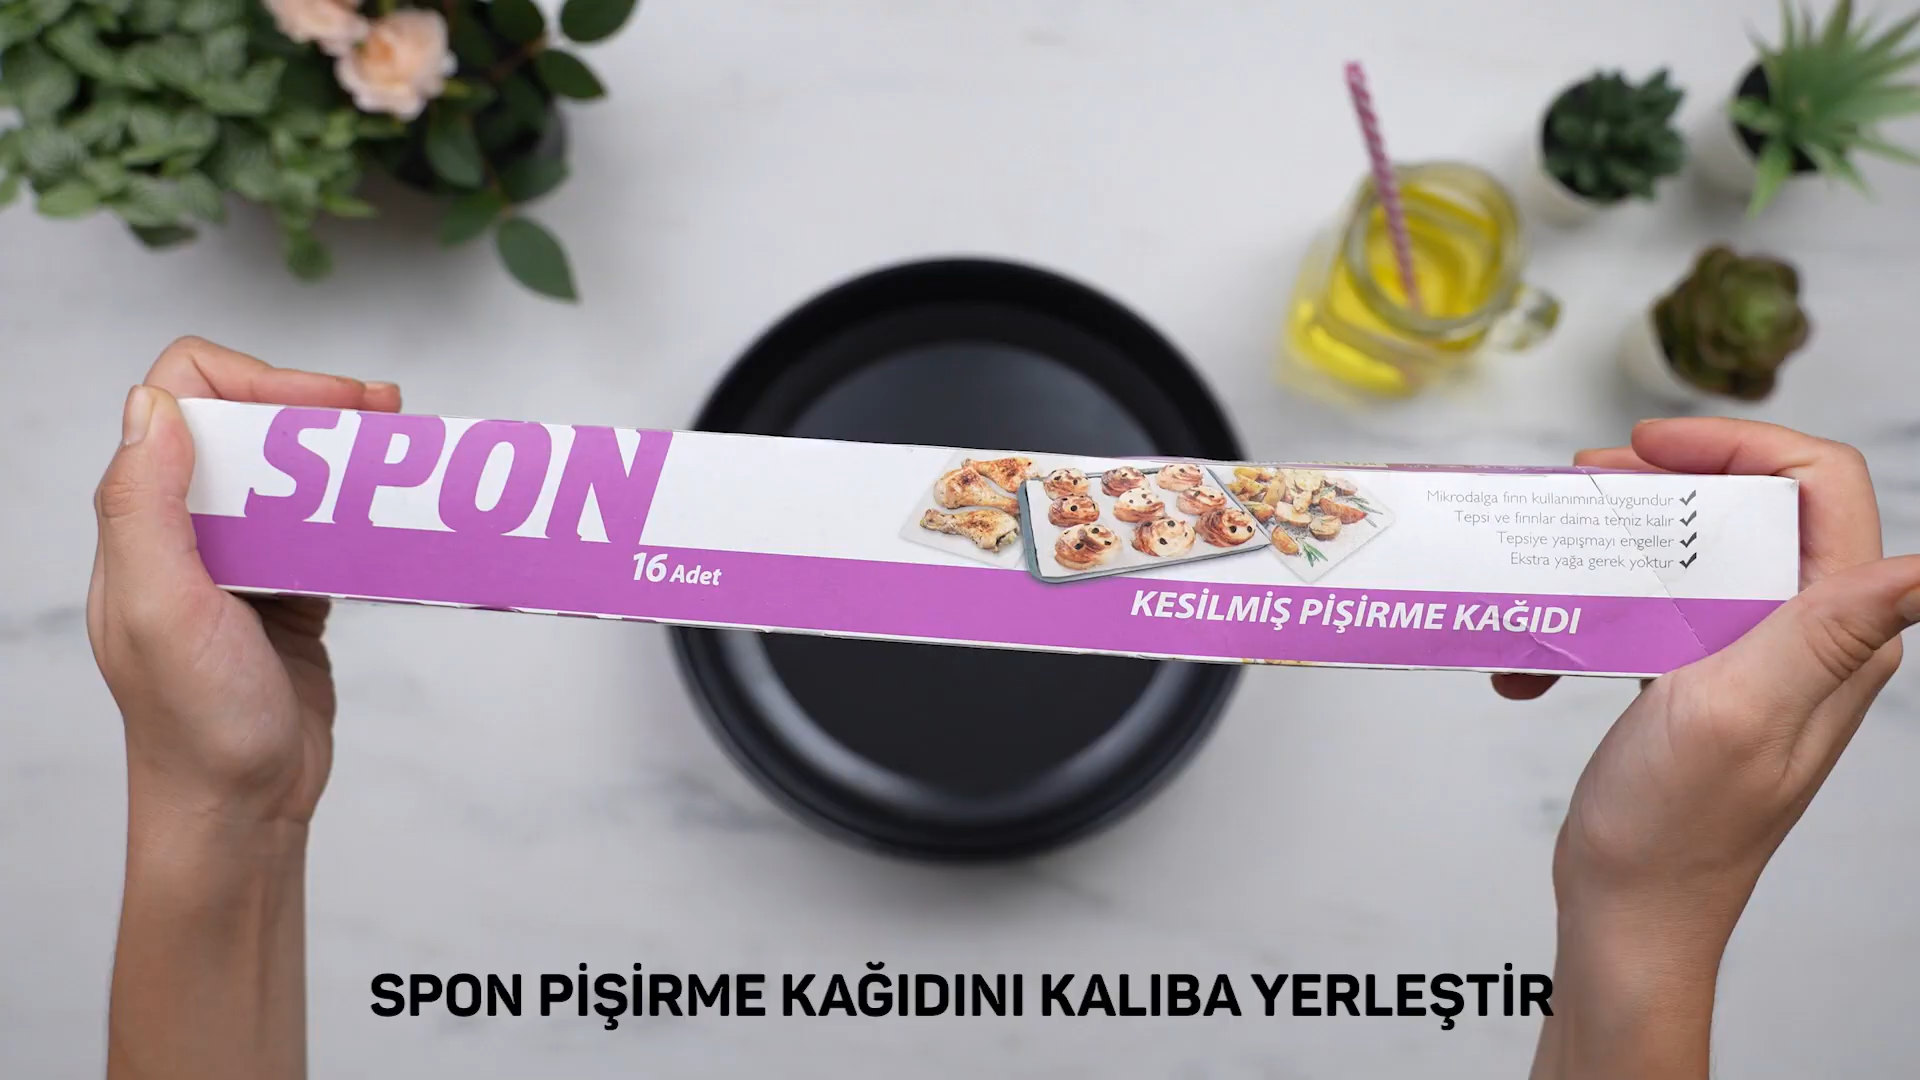 SPON
16 Adet
Mikrodalga fırın kullanımına uygundur
Tepsi ve fırınlar daima temiz kalır
Tepsiye yapışmayı engeller
Ekstra yağa gerek yoktur
KESİLMİŞ PİŞİRME KAĞIDI
SPON PİŞİRME KAĞIDINI KALIBA YERLEŞTİR